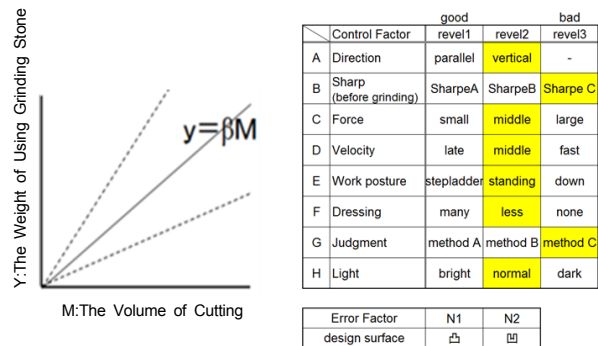 Y:The Weight of Using Grinding Stone
y=βM
M:The Volume of Cutting
good bad
Control Factor revel1 revel2 revel3
A Direction parallel vertical -
B Sharp (before grinding) SharpeA SharpeB Sharpe C
C Force small middle large
D Velocity late middle fast
E Work posture stepladder standing down
F Dressing many less none
G Judgment method A method B method C
H Light bright normal dark
Error Factor N1 N2
design surface 凸 凹